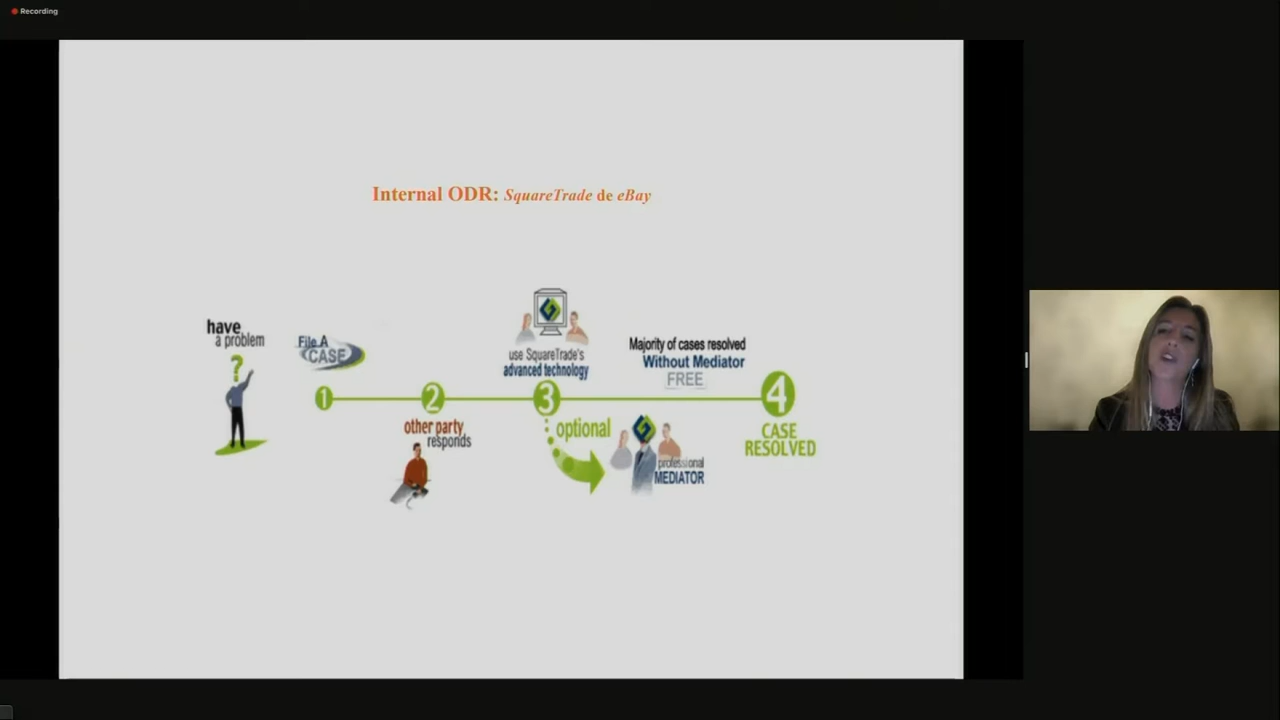 Recording
Internal ODR: SquareTrade de eBay
have
a problem
?
File A
CASE
1
2
other party
responds
use SquareTrade's
advanced technology
3
optional
professional
MEDIATOR
Majority of cases resolved
Without Mediator
FREE
4
CASE
RESOLVED